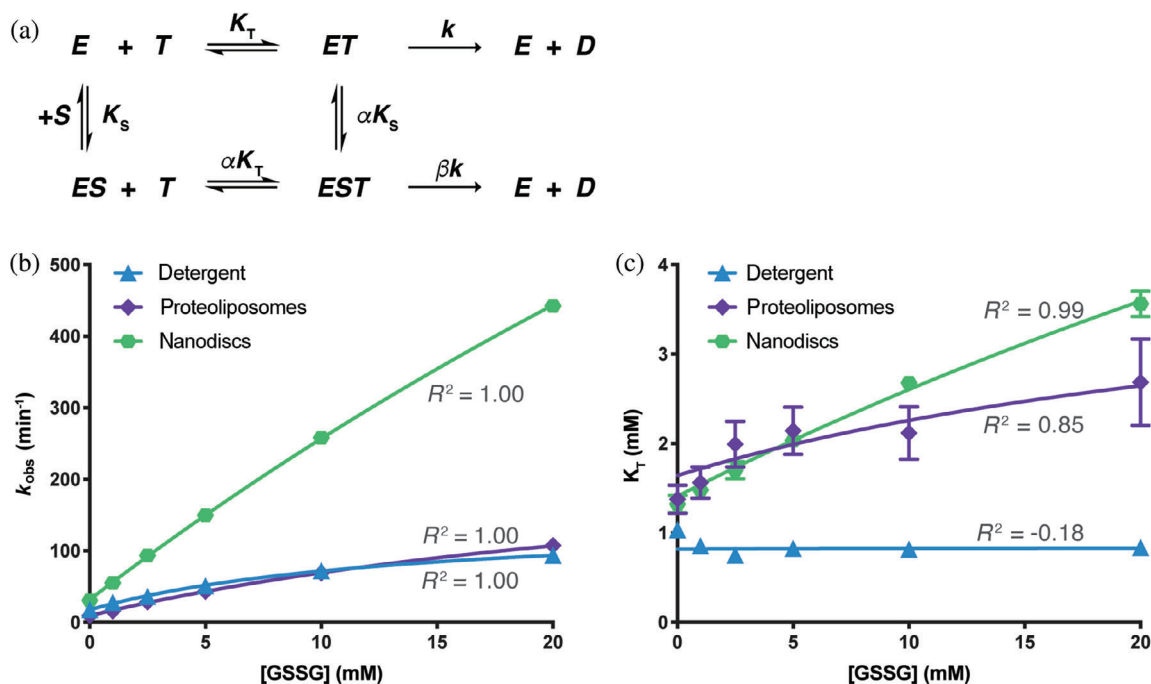 (a)
E + T K_T ET k E + D
+S K_S αK_S
ES + T αK_T EST βk E + D
(b)
500
400
300
200
100
0
k_obs (min⁻¹)
Detergent
Proteoliposomes
Nanodiscs
R² = 1.00
R² = 1.00
R² = 1.00
0 5 10 15 20
[GSSG] (mM)
(c)
4
3
2
1
0
K_T (mM)
Detergent
Proteoliposomes
Nanodiscs
R² = 0.99
R² = 0.85
R² = -0.18
0 5 10 15 20
[GSSG] (mM)